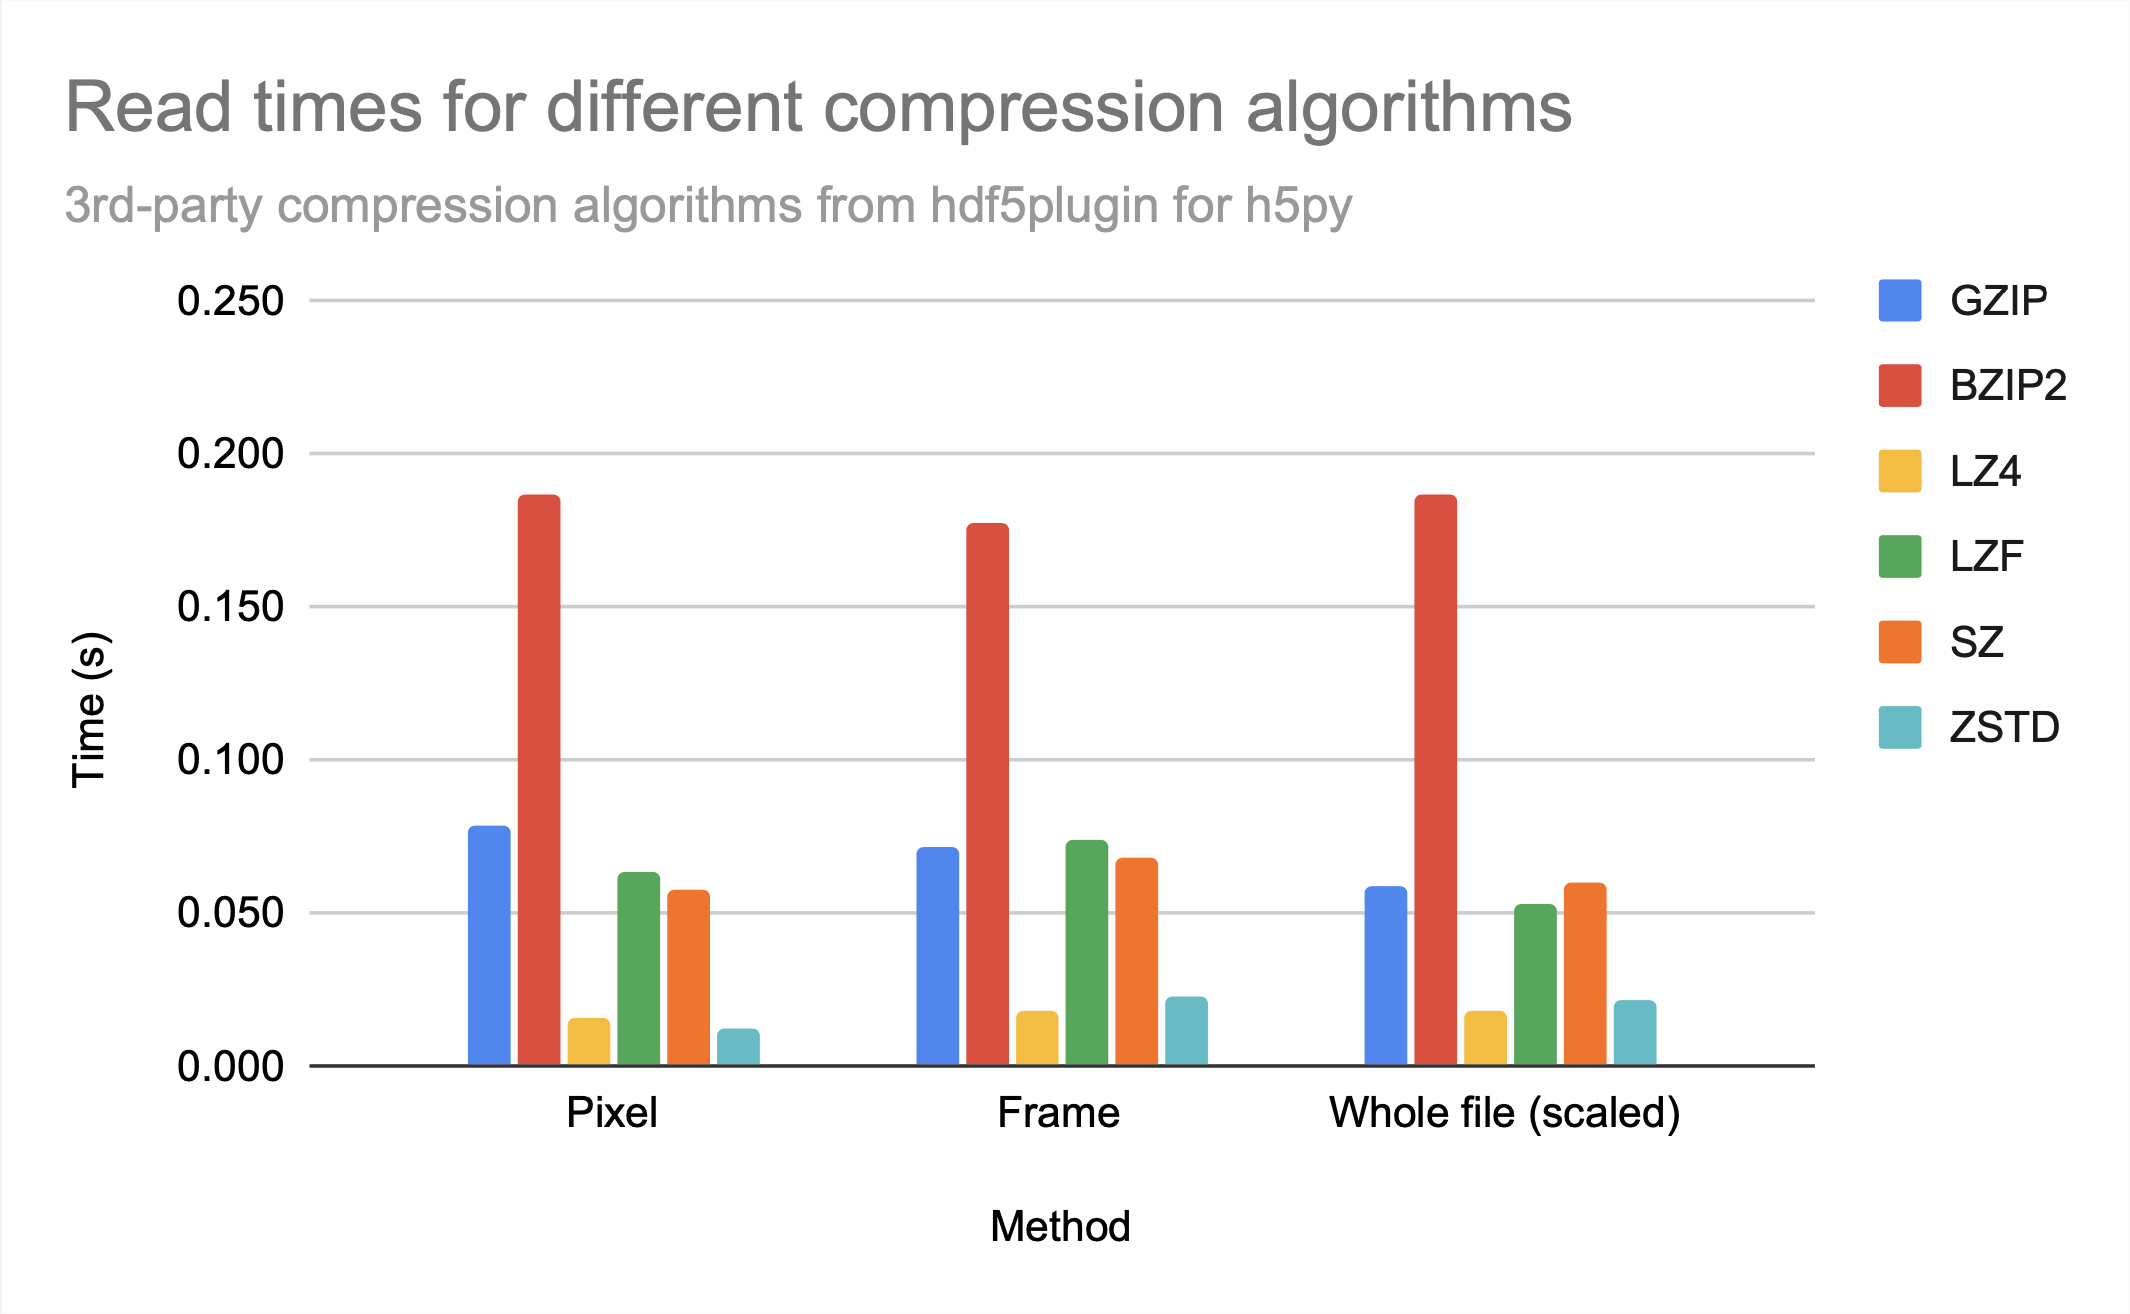 Read times for different compression algorithms
3rd-party compression algorithms from hdf5plugin for h5py
0.250
0.200
0.150
0.100
0.050
0.000
Time (s)
Pixel
Frame
Whole file (scaled)
Method
GZIP
BZIP2
LZ4
LZF
SZ
ZSTD